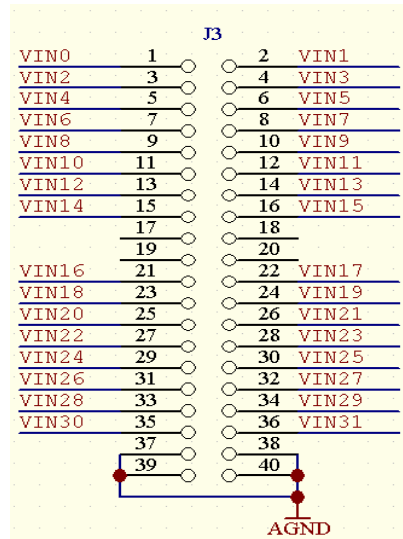 J3
VIN0 1 2 VIN1
VIN2 3 4 VIN3
VIN4 5 6 VIN5
VIN6 7 8 VIN7
VIN8 9 10 VIN9
VIN10 11 12 VIN11
VIN12 13 14 VIN13
VIN14 15 16 VIN15
17 18
19 20
VIN16 21 22 VIN17
VIN18 23 24 VIN19
VIN20 25 26 VIN21
VIN22 27 28 VIN23
VIN24 29 30 VIN25
VIN26 31 32 VIN27
VIN28 33 34 VIN29
VIN30 35 36 VIN31
37 38
39 40
AGND